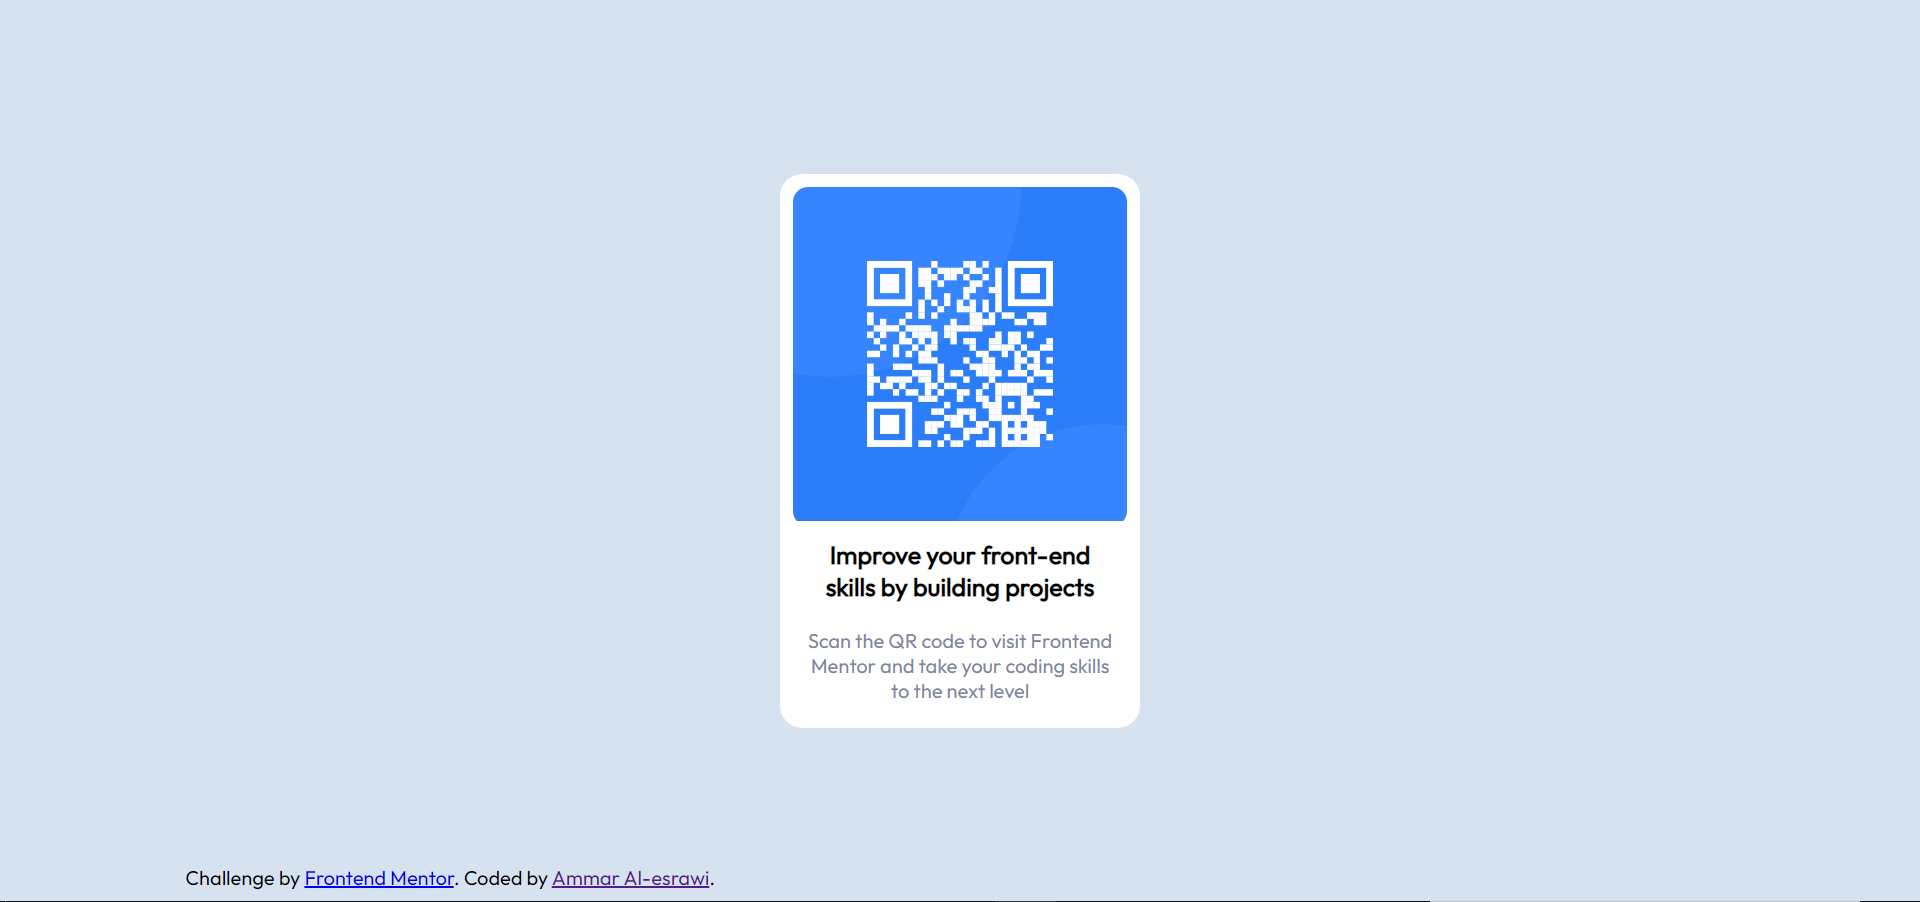 Improve your front-end
skills by building projects
Scan the QR code to visit Frontend
Mentor and take your coding skills
to the next level
Challenge by Frontend Mentor. Coded by Ammar Al-esrawi.